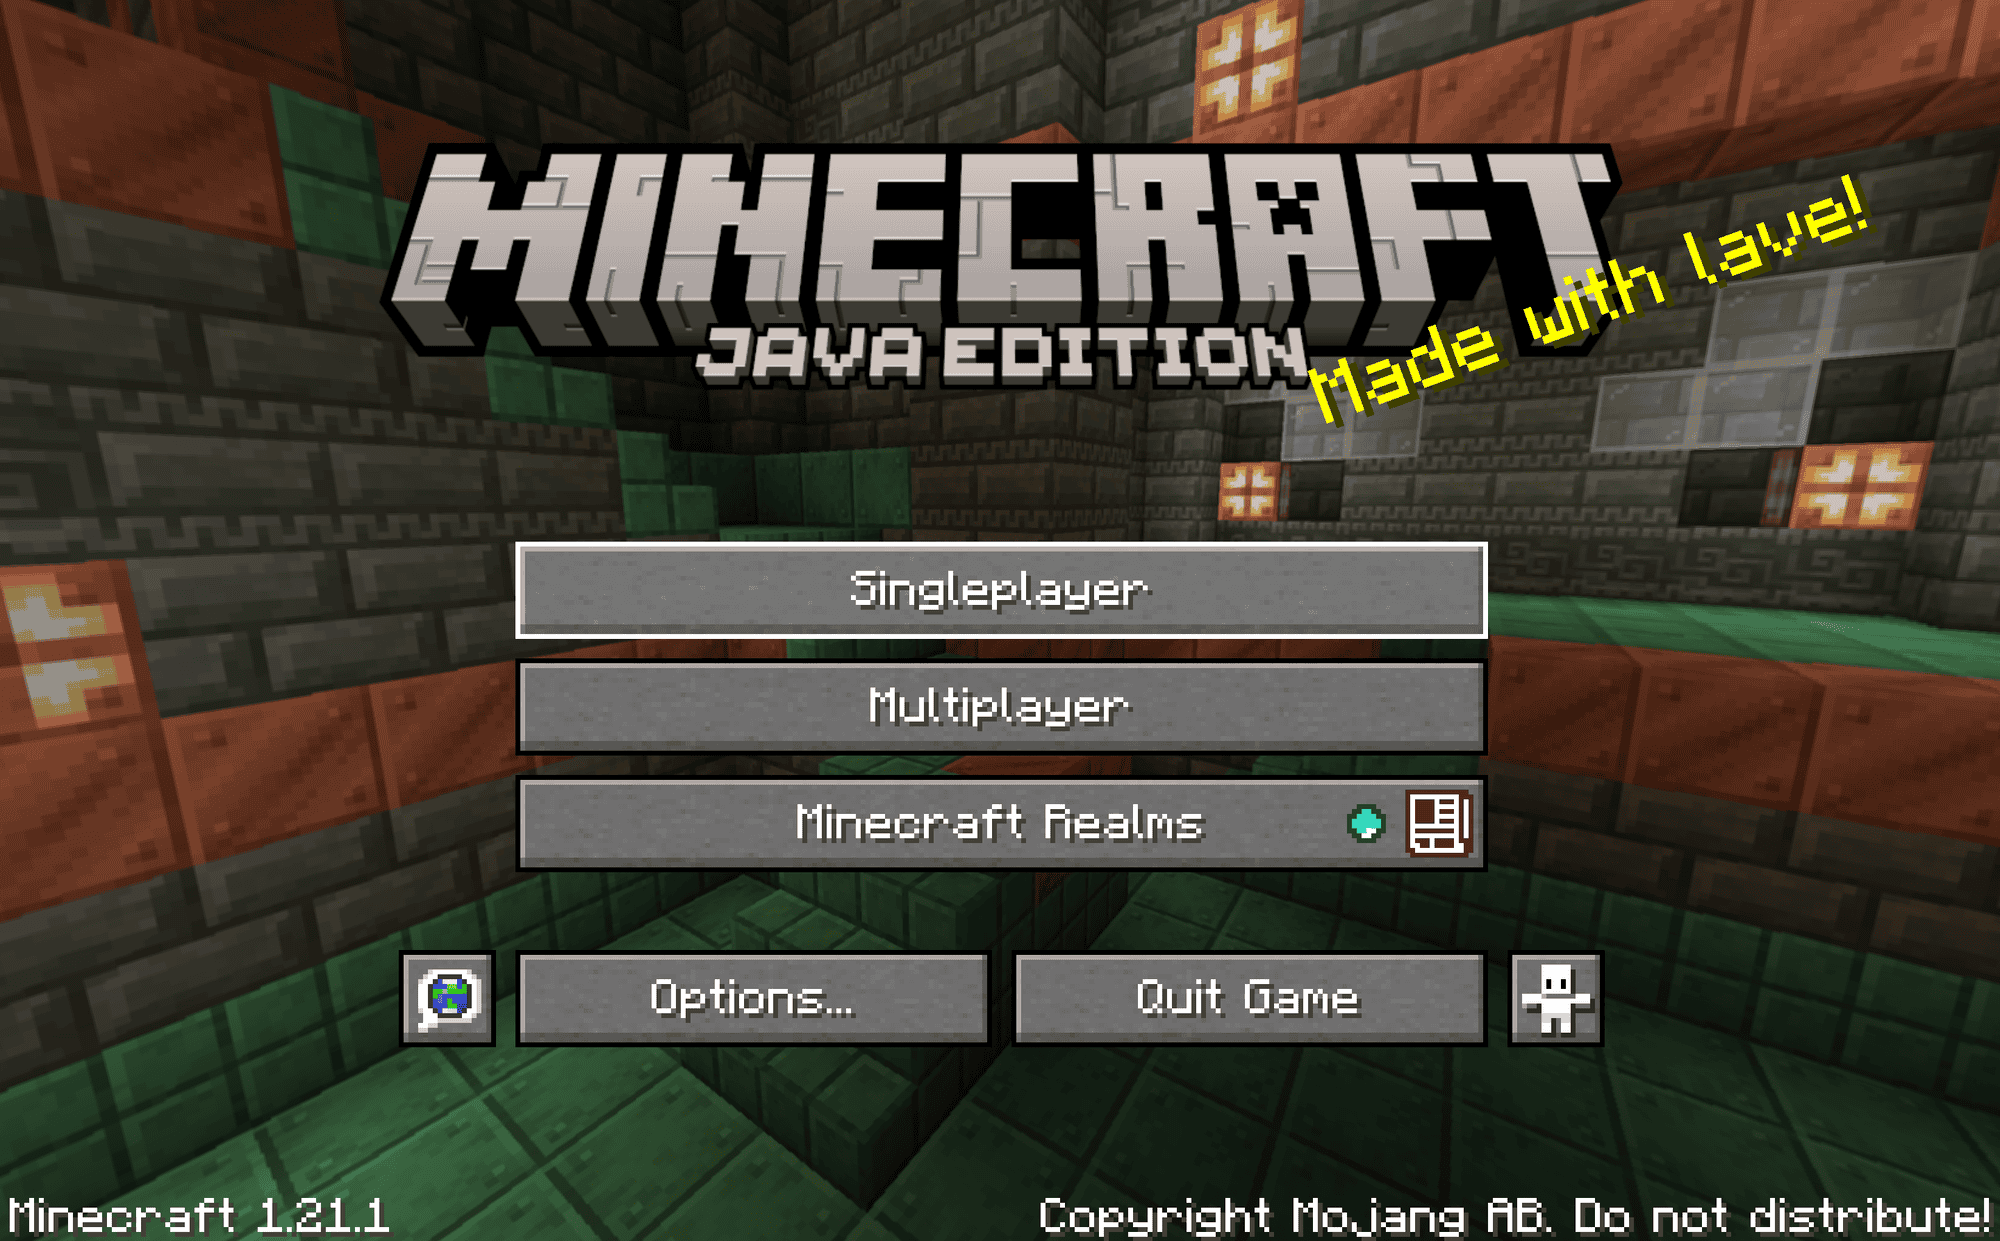 MINECRAFT
JAVA EDITION
Made with lave!
Singleplayer
Multiplayer
Minecraft Realms
Options...
Quit Game
Minecraft 1.21.1
Copyright Mojang AB. Do not distribute!